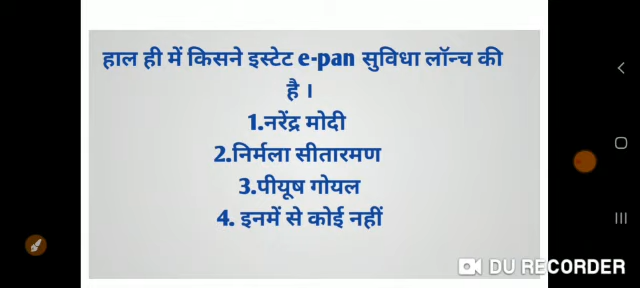 हाल ही में किसने इस्टेट e-pan सुविधा लॉन्च की
है ।
1.नरेंद्र मोदी
2.निर्मला सीतारमण
3.पीयूष गोयल
4. इनमें से कोई नहीं
DU RECORDER